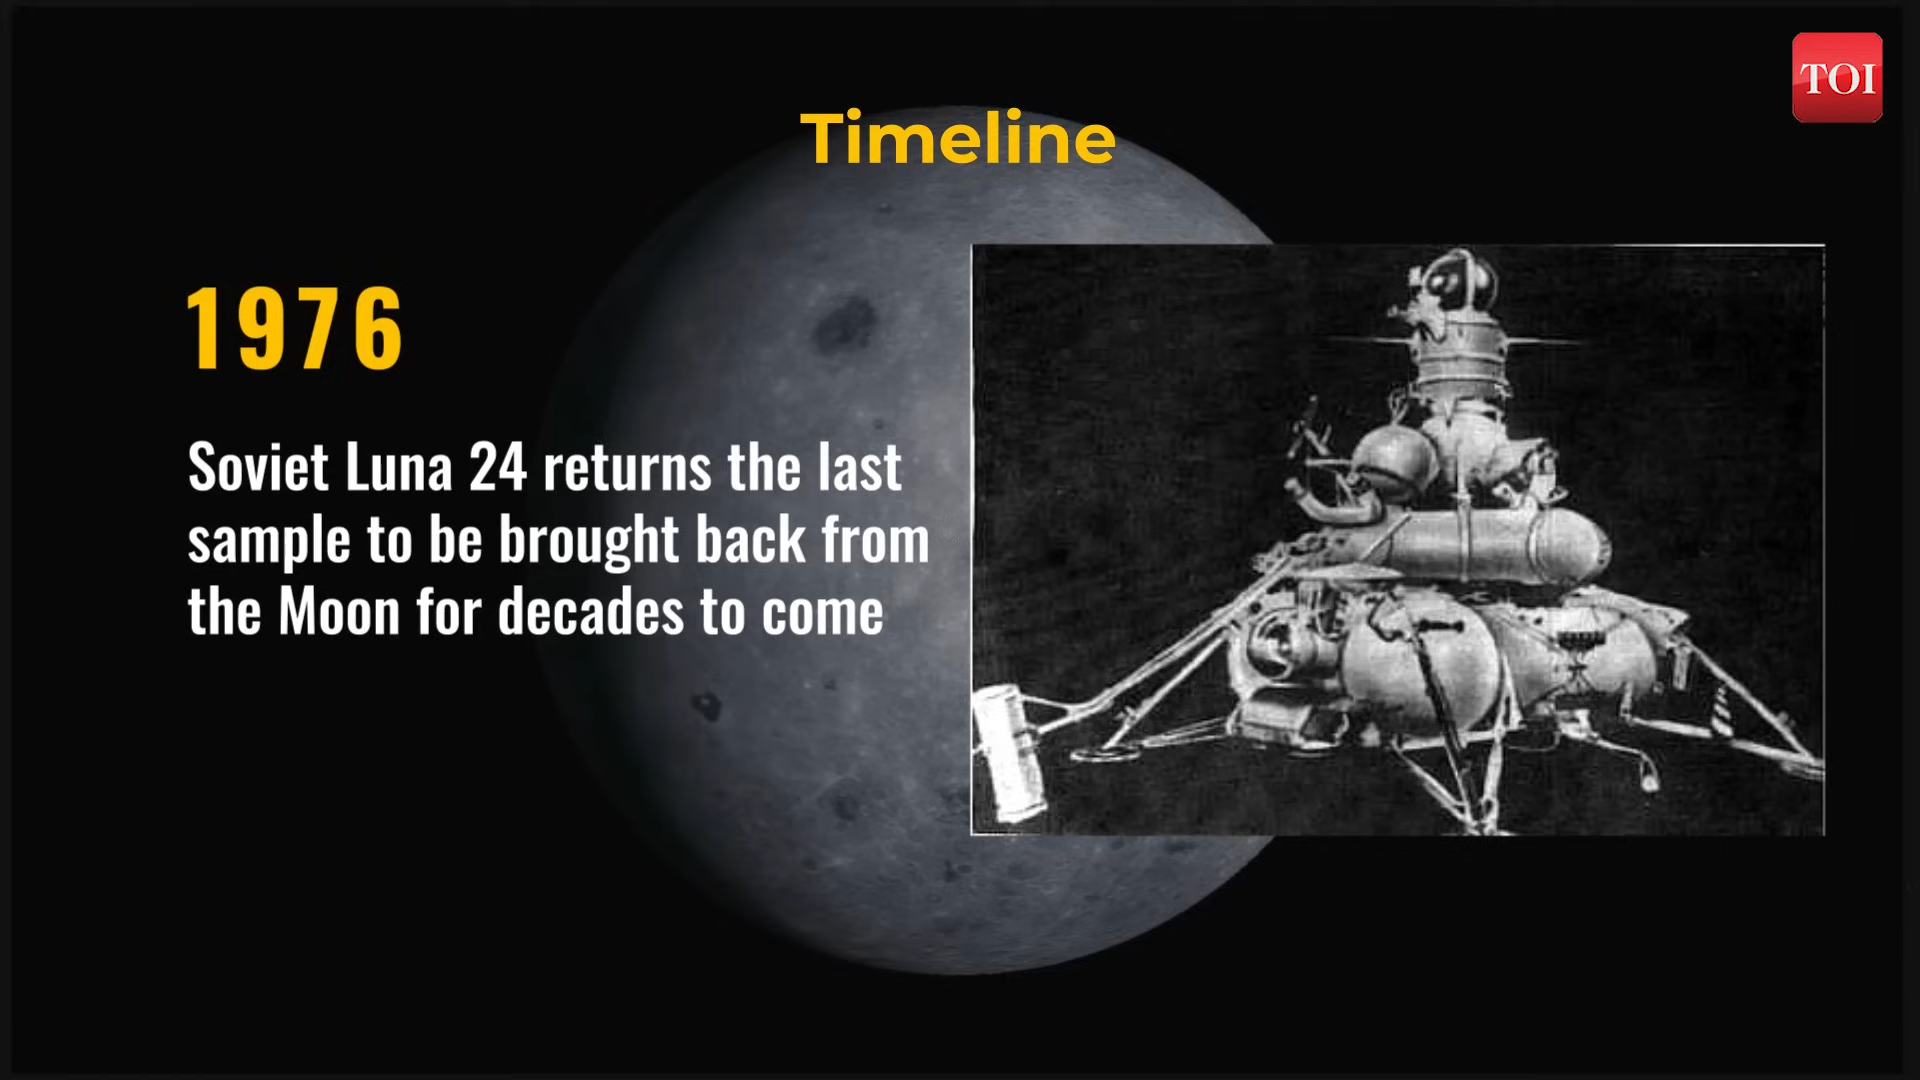 TOI
Timeline
1976
Soviet Luna 24 returns the last
sample to be brought back from
the Moon for decades to come